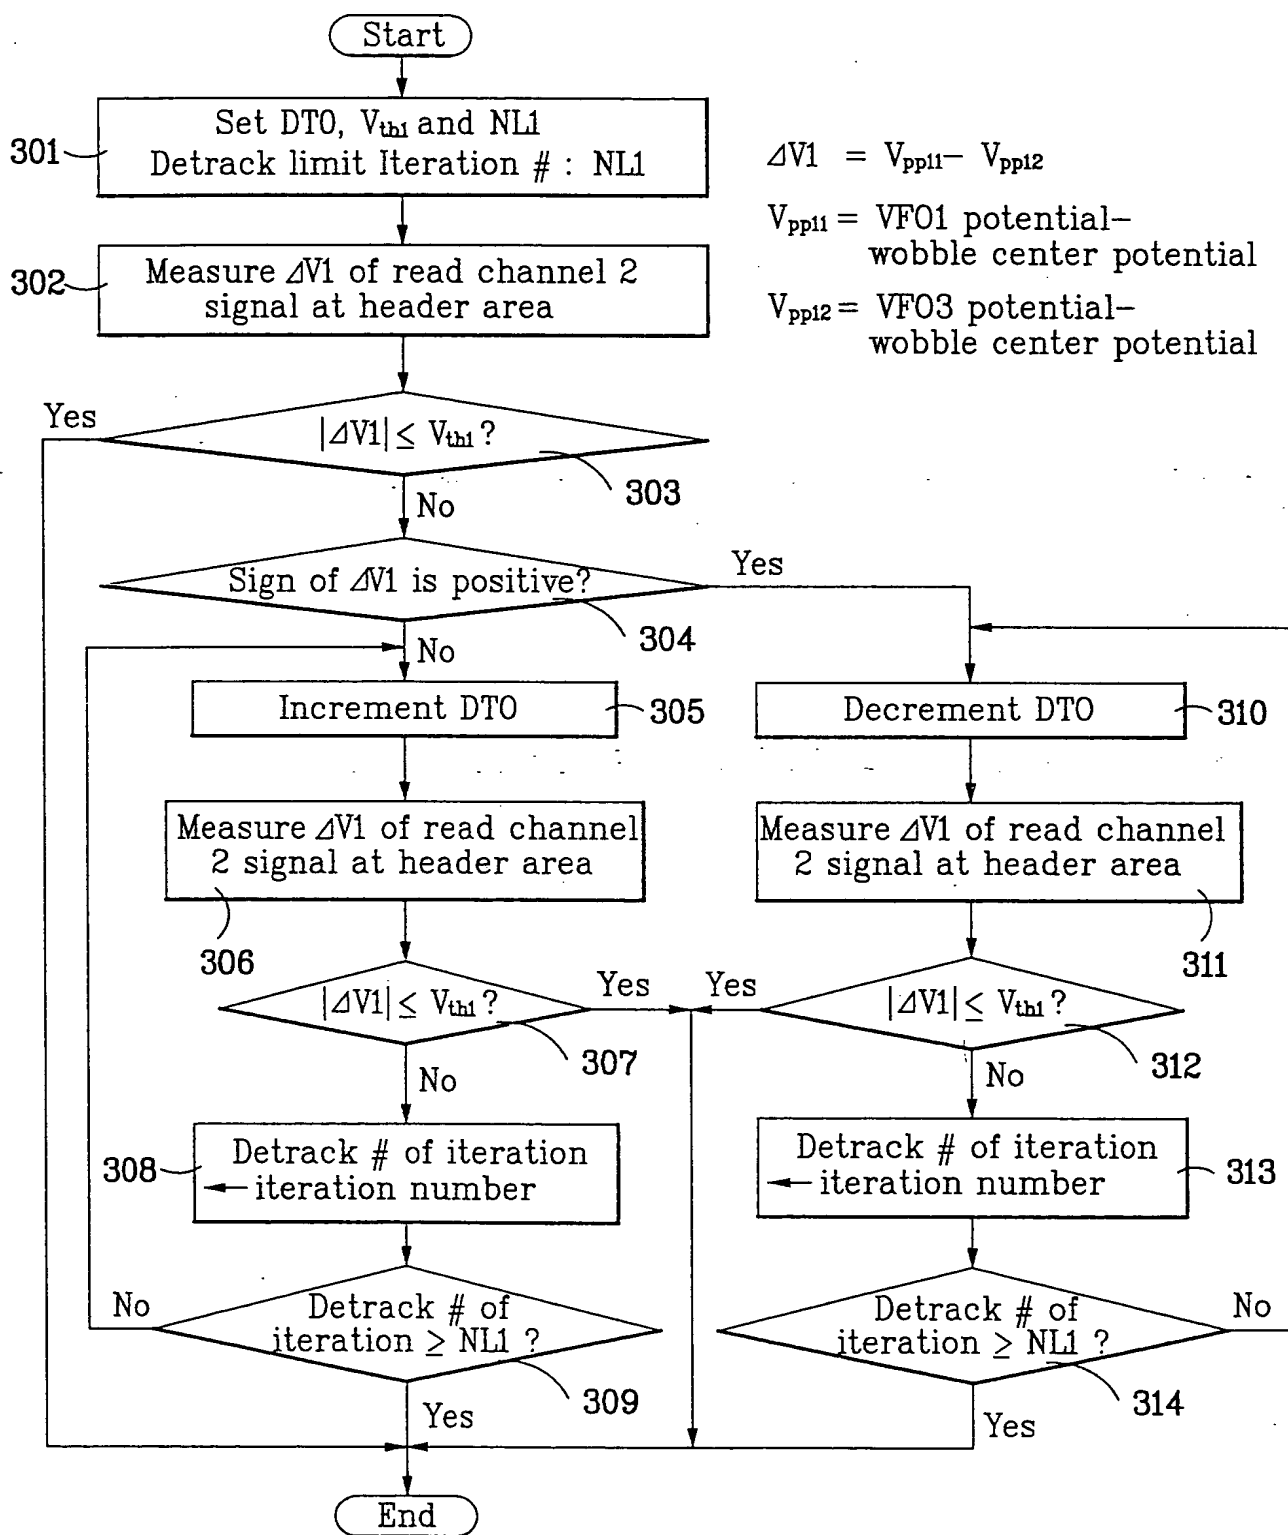 Start
301
Set DTO, Vth1 and NL1
Detrack limit Iteration # : NL1
ΔV1 = Vpp11− Vpp12
Vpp11 = VFO1 potential−
wobble center potential
Vpp12 = VFO3 potential−
wobble center potential
302
Measure ΔV1 of read channel 2
signal at header area
Yes
|ΔV1| ≤ Vth1 ?
303
No
Sign of ΔV1 is positive?
Yes
304
No
Increment DTO
305
Decrement DTO
310
Measure ΔV1 of read channel
2 signal at header area
306
Measure ΔV1 of read channel
2 signal at header area
311
|ΔV1| ≤ Vth1 ?
Yes
307
No
Yes
|ΔV1| ≤ Vth1 ?
312
No
308
Detrack # of iteration
← iteration number
Detrack # of iteration
← iteration number
313
No
Detrack # of
iteration ≥ NL1 ?
309
Yes
Detrack # of
iteration ≥ NL1 ?
No
314
Yes
End